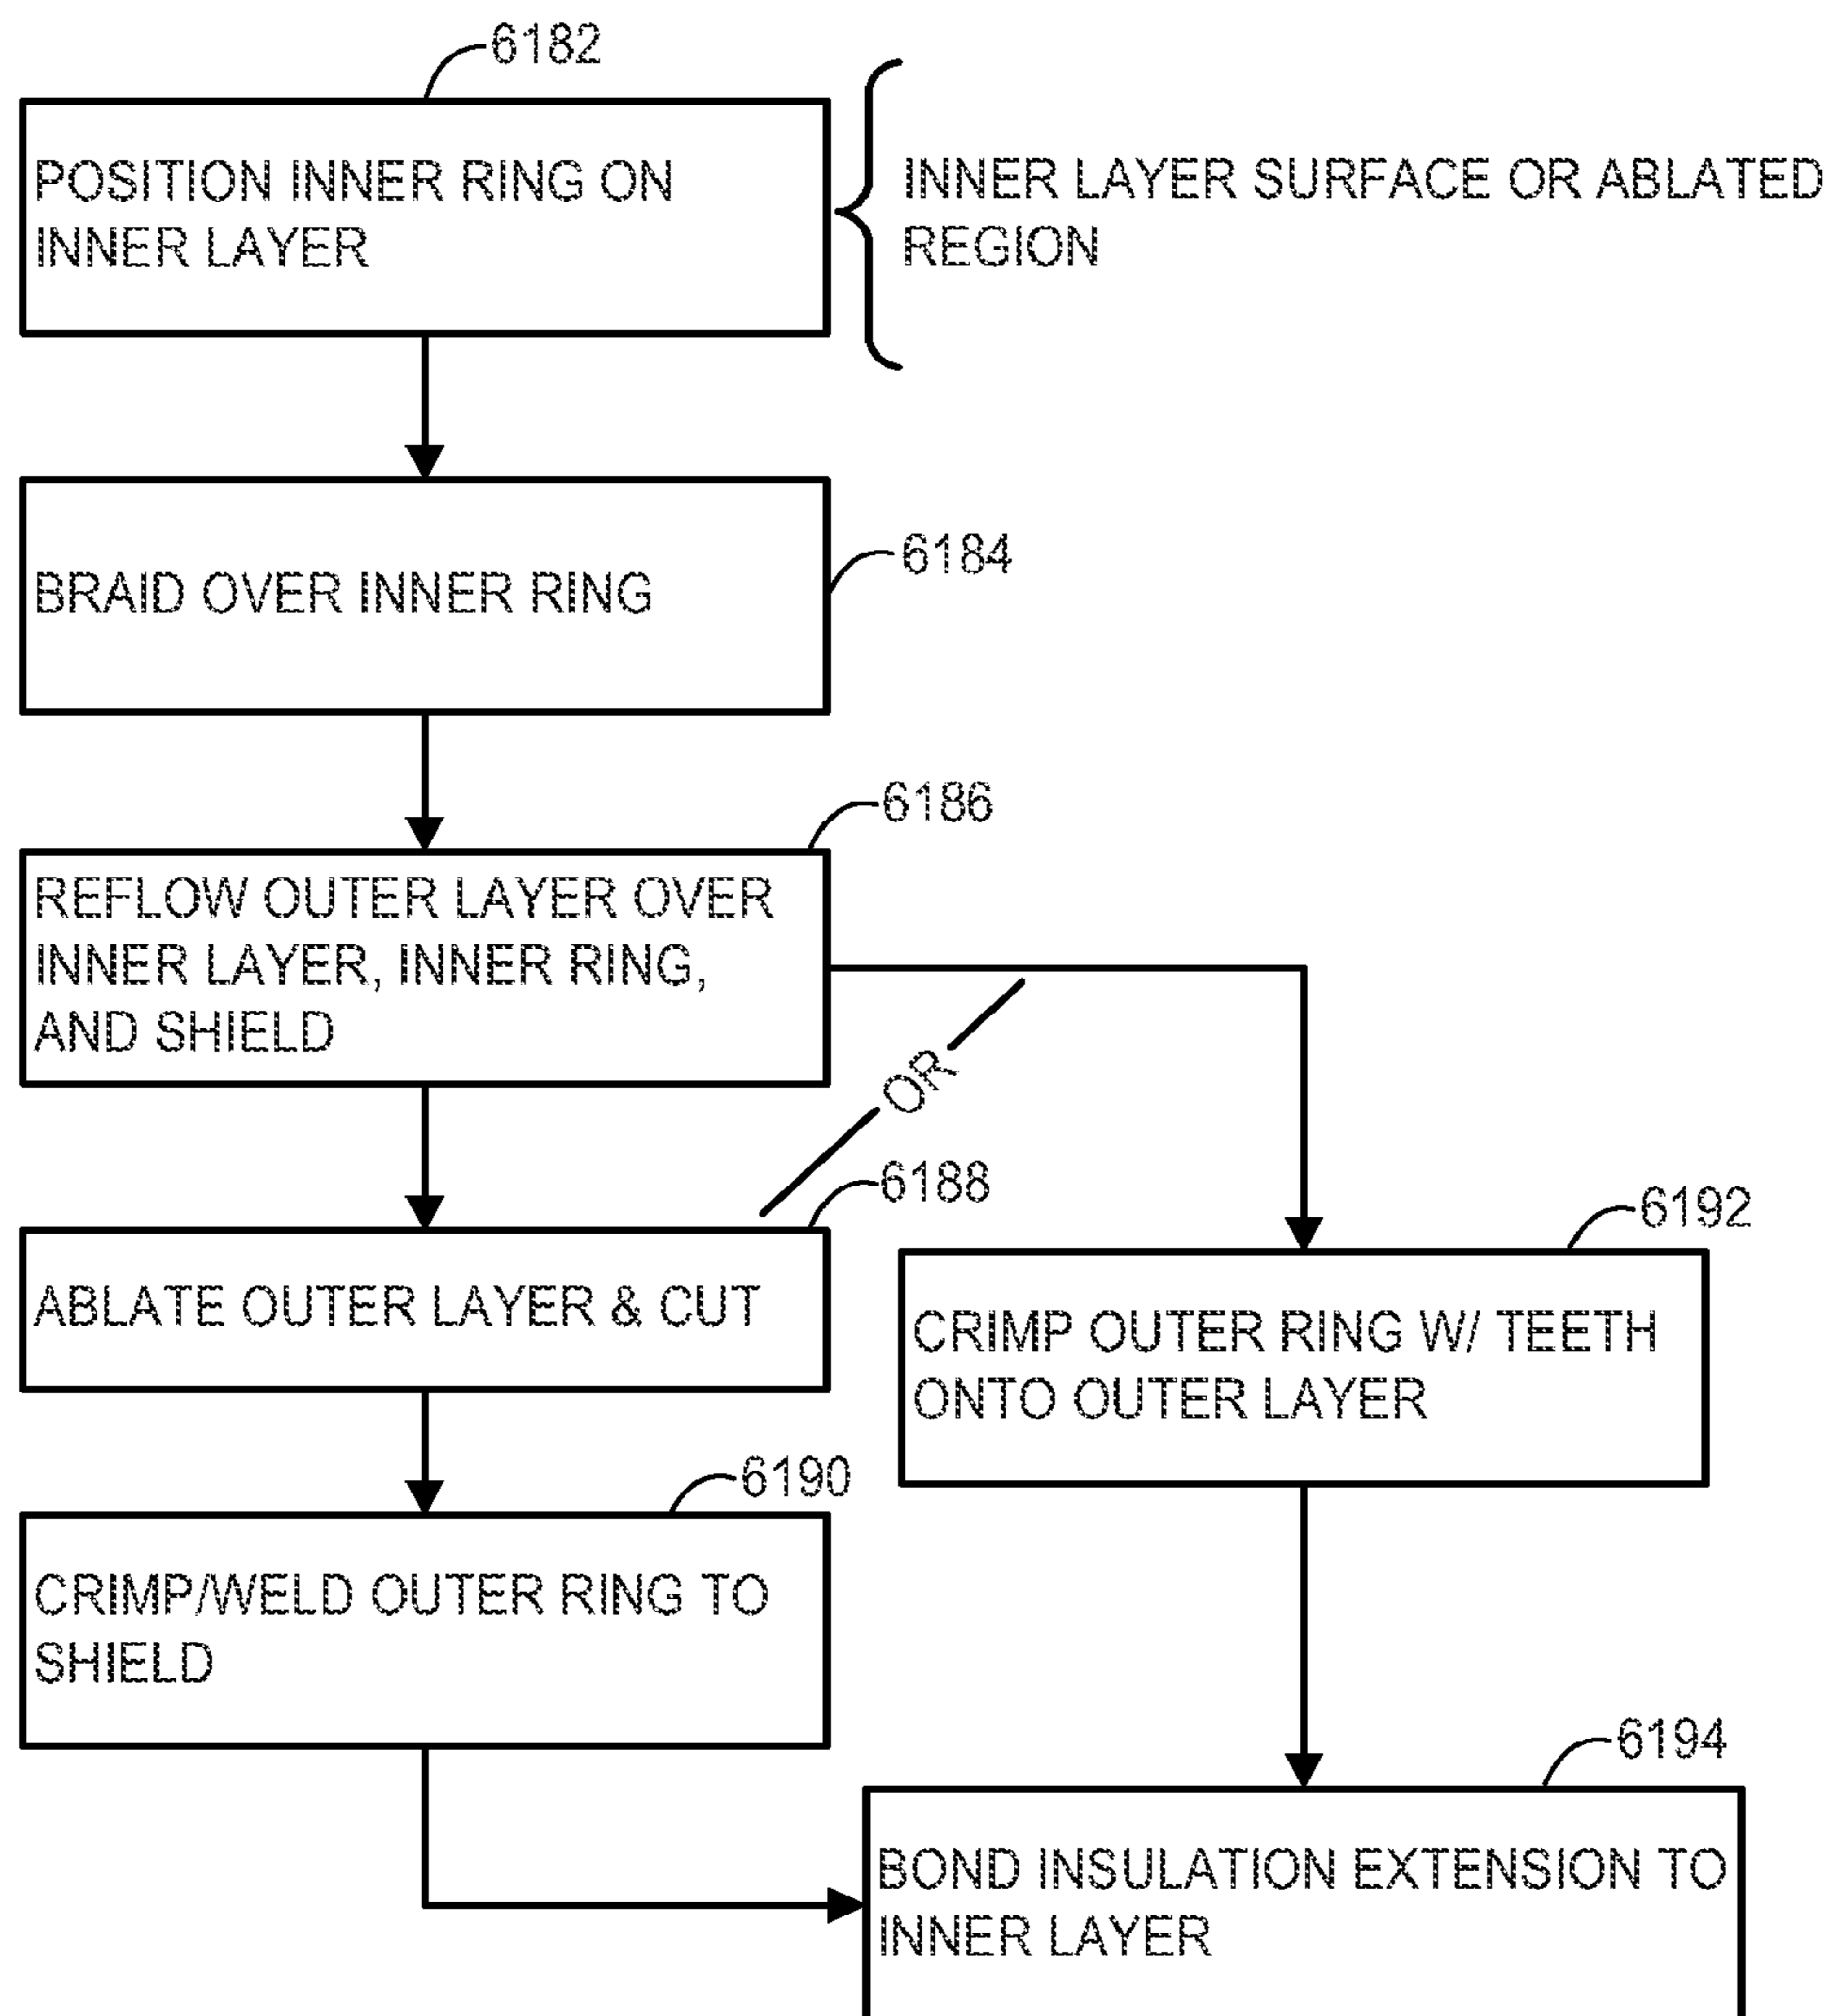 6182
POSITION INNER RING ON
INNER LAYER
INNER LAYER SURFACE OR ABLATED
REGION
6184
BRAID OVER INNER RING
6186
REFLOW OUTER LAYER OVER
INNER LAYER, INNER RING,
AND SHIELD
OR
6188
ABLATE OUTER LAYER & CUT
6192
CRIMP OUTER RING W/ TEETH
ONTO OUTER LAYER
6190
CRIMP/WELD OUTER RING TO
SHIELD
6194
BOND INSULATION EXTENSION TO
INNER LAYER